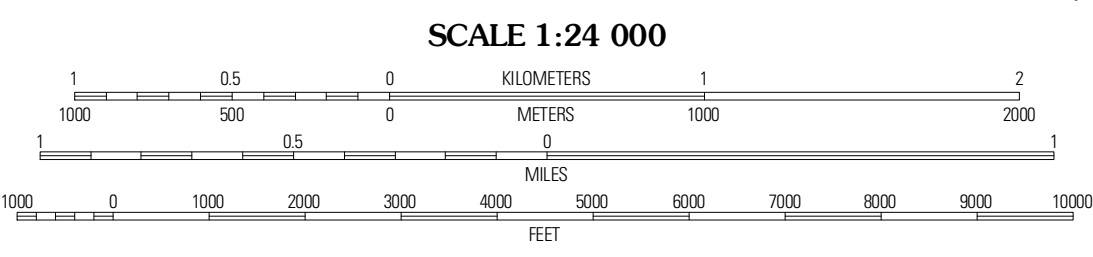 SCALE 1:24 000
1 0.5 0 KILOMETERS 1 2
1000 500 0 METERS 1000 2000
1 0.5 0 1
MILES
1000 0 1000 2000 3000 4000 5000 6000 7000 8000 9000 10000
FEET